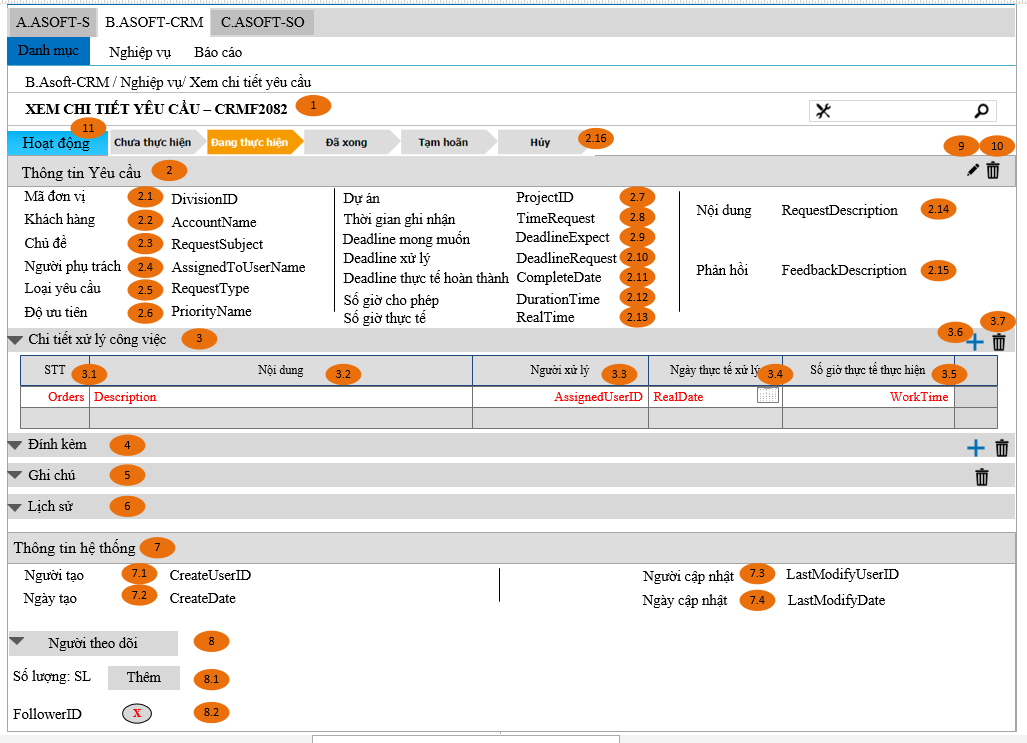 A.ASOFT-S B.ASOFT-CRM C.ASOFT-SO
Danh mục Nghiệp vụ Báo cáo
B.Asoft-CRM / Nghiệp vụ/ Xem chi tiết yêu cầu
XEM CHI TIẾT YÊU CẦU – CRMF2082 1
11
Hoạt động Chưa thực hiện Đang thực hiện Đã xong Tạm hoãn Hủy 2.16
9 10
Thông tin Yêu cầu 2
Mã đơn vị 2.1 DivisionID
Khách hàng 2.2 AccountName
Chủ đề 2.3 RequestSubject
Người phụ trách 2.4 AssignedToUserName
Loại yêu cầu 2.5 RequestType
Độ ưu tiên 2.6 PriorityName
Dự án ProjectID 2.7
Thời gian ghi nhận TimeRequest 2.8
Deadline mong muốn DeadlineExpect 2.9
Deadline xử lý DeadlineRequest 2.10
Deadline thực tế hoàn thành CompleteDate 2.11
Số giờ cho phép DurationTime 2.12
Số giờ thực tế RealTime 2.13
Nội dung RequestDescription 2.14
Phản hồi FeedbackDescription 2.15
Chi tiết xử lý công việc 3 3.6 3.7
STT 3.1 Nội dung 3.2 Người xử lý 3.3 Ngày thực tế xử lý 3.4 Số giờ thực tế thực hiện 3.5
Orders Description AssignedUserID RealDate WorkTime
Đính kèm 4
Ghi chú 5
Lịch sử 6
Thông tin hệ thống 7
Người tạo 7.1 CreateUserID
Ngày tạo 7.2 CreateDate
Người cập nhật 7.3 LastModifyUserID
Ngày cập nhật 7.4 LastModifyDate
Người theo dõi 8
Số lượng: SL Thêm 8.1
FollowerID X 8.2